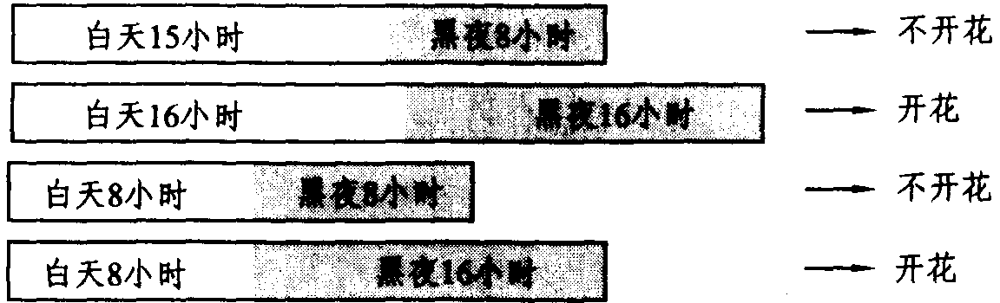 白天15小时 黑夜8小时 不开花
白天16小时 黑夜16小时 开花
白天8小时 黑夜8小时 不开花
白天8小时 黑夜16小时 开花